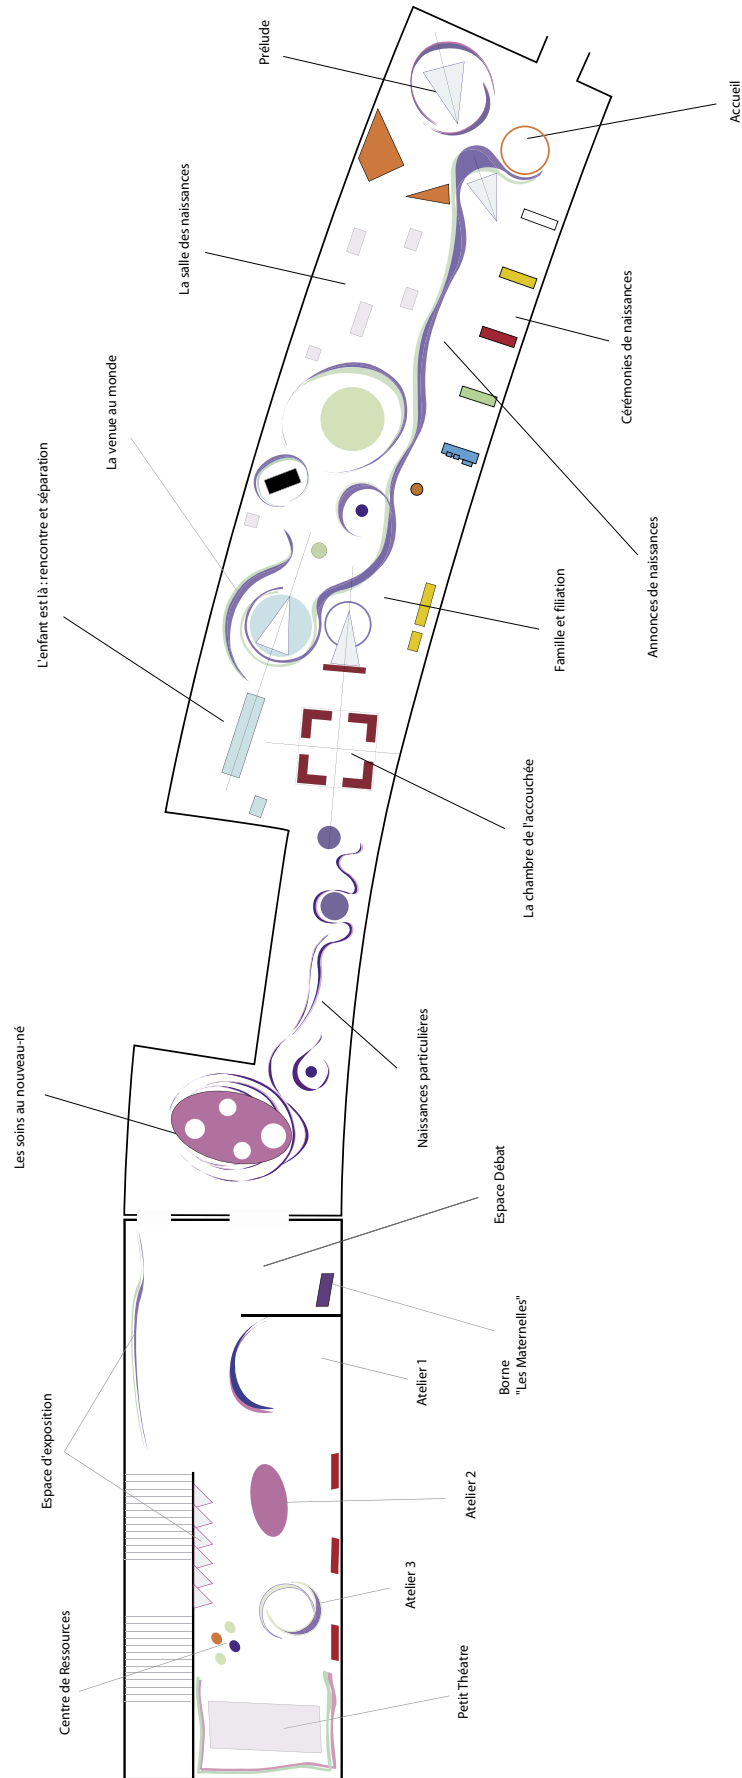 Prélude
Accueil
La salle des naissances
Cérémonies de naissances
La venue au monde
L'enfant est là : rencontre et séparation
Annonces de naissances
Famille et filiation
La chambre de l'accouchée
Naissances particulières
Les soins au nouveau-né
Espace Débat
Borne
"Les Maternelles"
Atelier 1
Espace d'exposition
Atelier 2
Atelier 3
Centre de Ressources
Petit Théatre